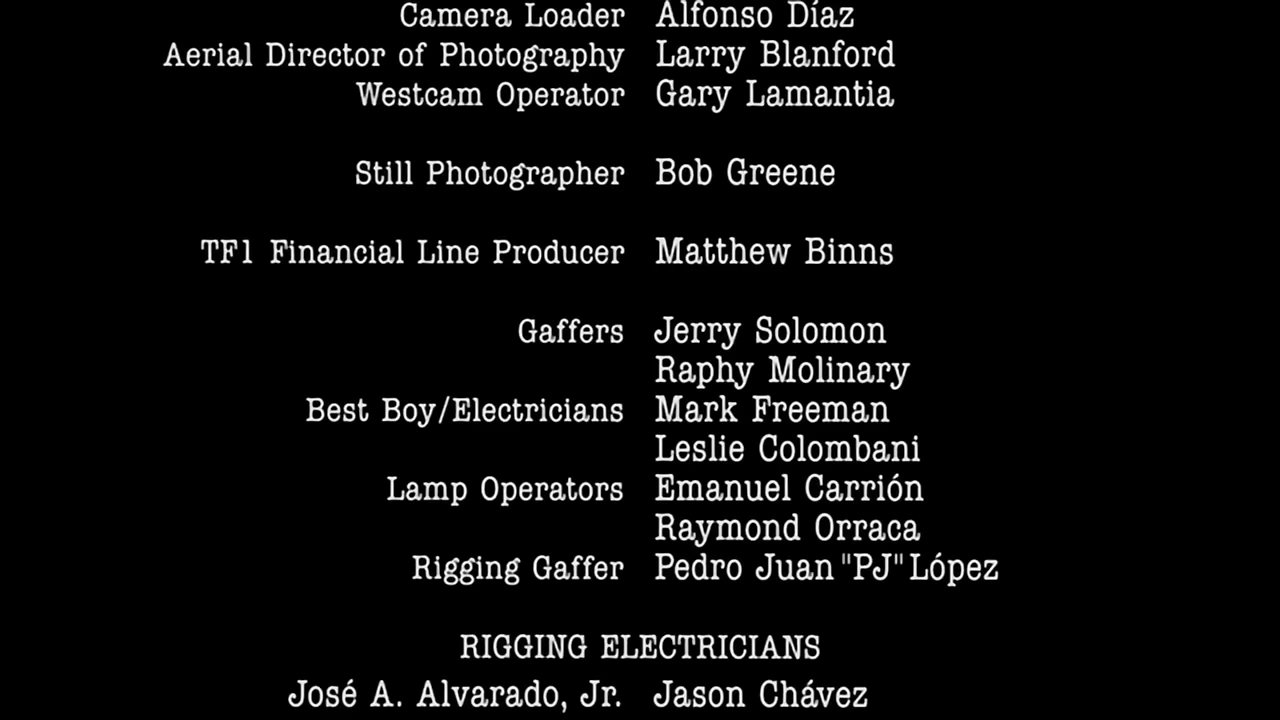 Camera Loader Alfonso Díaz
Aerial Director of Photography Larry Blanford
Westcam Operator Gary Lamantia
Still Photographer Bob Greene
TF1 Financial Line Producer Matthew Binns
Gaffers Jerry Solomon
Raphy Molinary
Best Boy/Electricians Mark Freeman
Leslie Colombani
Lamp Operators Emanuel Carrión
Raymond Orraca
Rigging Gaffer Pedro Juan "PJ" López
RIGGING ELECTRICIANS
José A. Alvarado, Jr. Jason Chávez